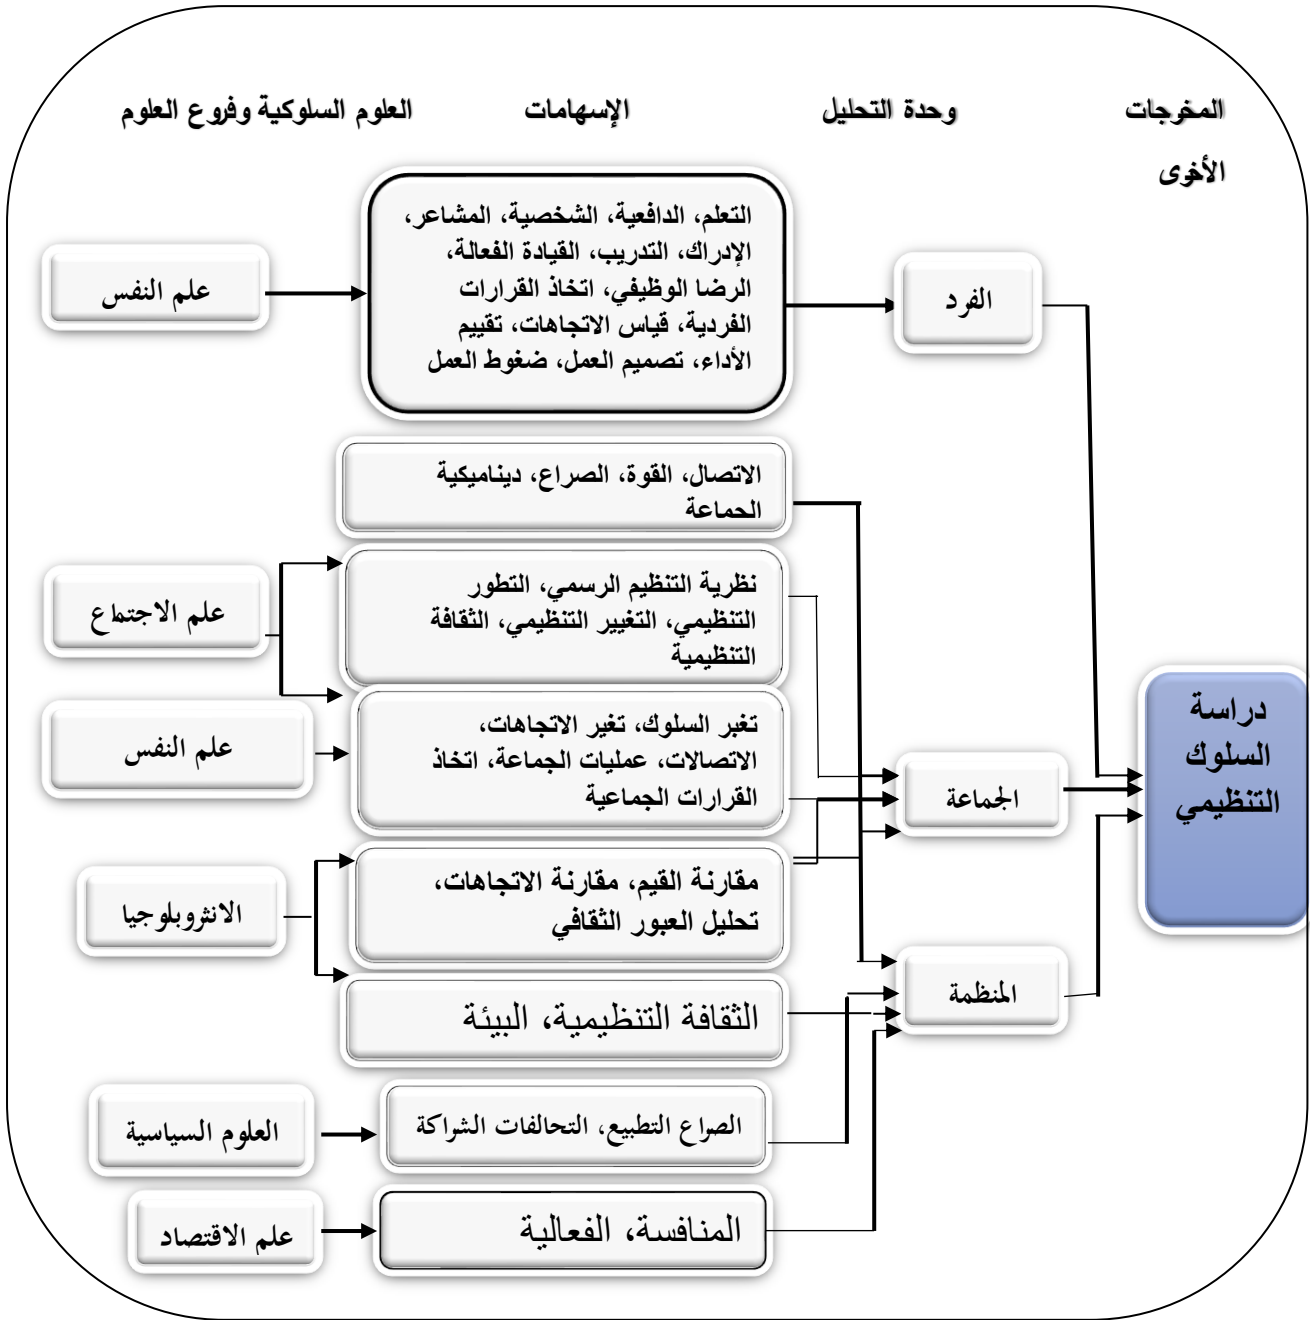 العلوم السلوكية وفروع العلوم الإسهامات وحدة التحليل المخرجات
الأخرى
التعلم، الدافعية، الشخصية، المشاعر،
الإدراك، التدريب، القيادة الفعالة،
الرضا الوظيفي، اتخاذ القرارات
الفردية، قياس الاتجاهات، تقييم
الأداء، تصميم العمل، ضغوط العمل
علم النفس
الفرد
الاتصال، القوة، الصراع، ديناميكية
الحماعة
نظرية التنظيم الرسمي، التطور
التنظيمي، التغيير التنظيمي، الثقافة
التنظيمية
علم الاجتماع
تغبر السلوك، تغير الاتجاهات،
الاتصالات، عمليات الجماعة، اتخاذ
القرارات الجماعية
علم النفس
الجماعة
دراسة
السلوك
التنظيمي
مقارنة القيم، مقارنة الاتجاهات،
تحليل العبور الثقافي
الانثروبلوجيا
المنظمة
الثقافة التنظيمية، البيئة
الصراع التطبيع، التحالفات الشراكة
العلوم السياسية
المنافسة، الفعالية
علم الاقتصاد